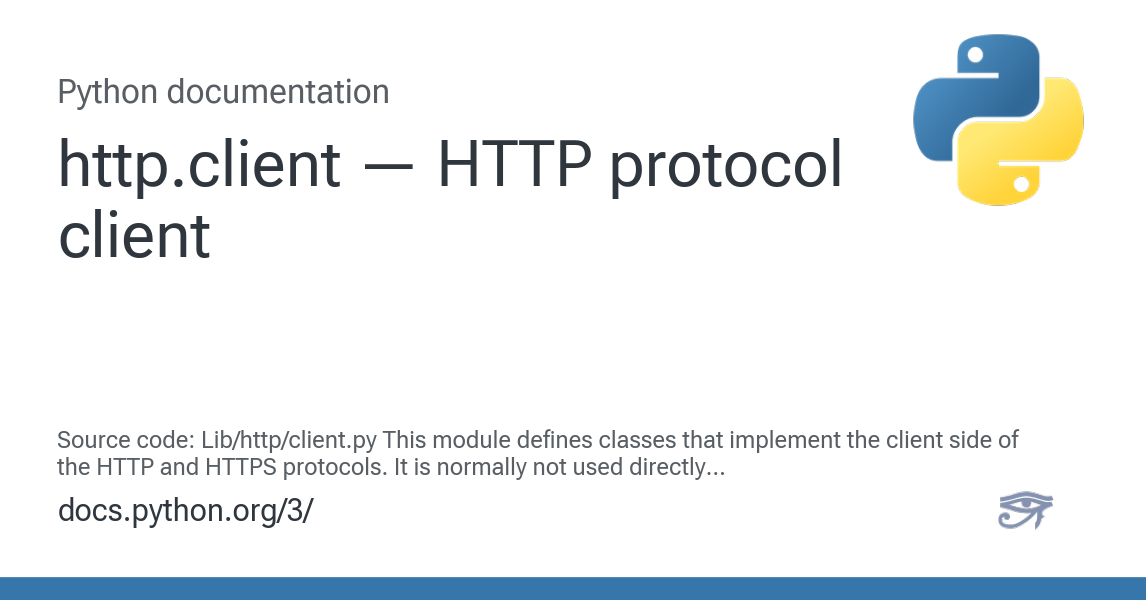 Python documentation
http.client — HTTP protocol
client
Source code: Lib/http/client.py This module defines classes that implement the client side of
the HTTP and HTTPS protocols. It is normally not used directly...
docs.python.org/3/